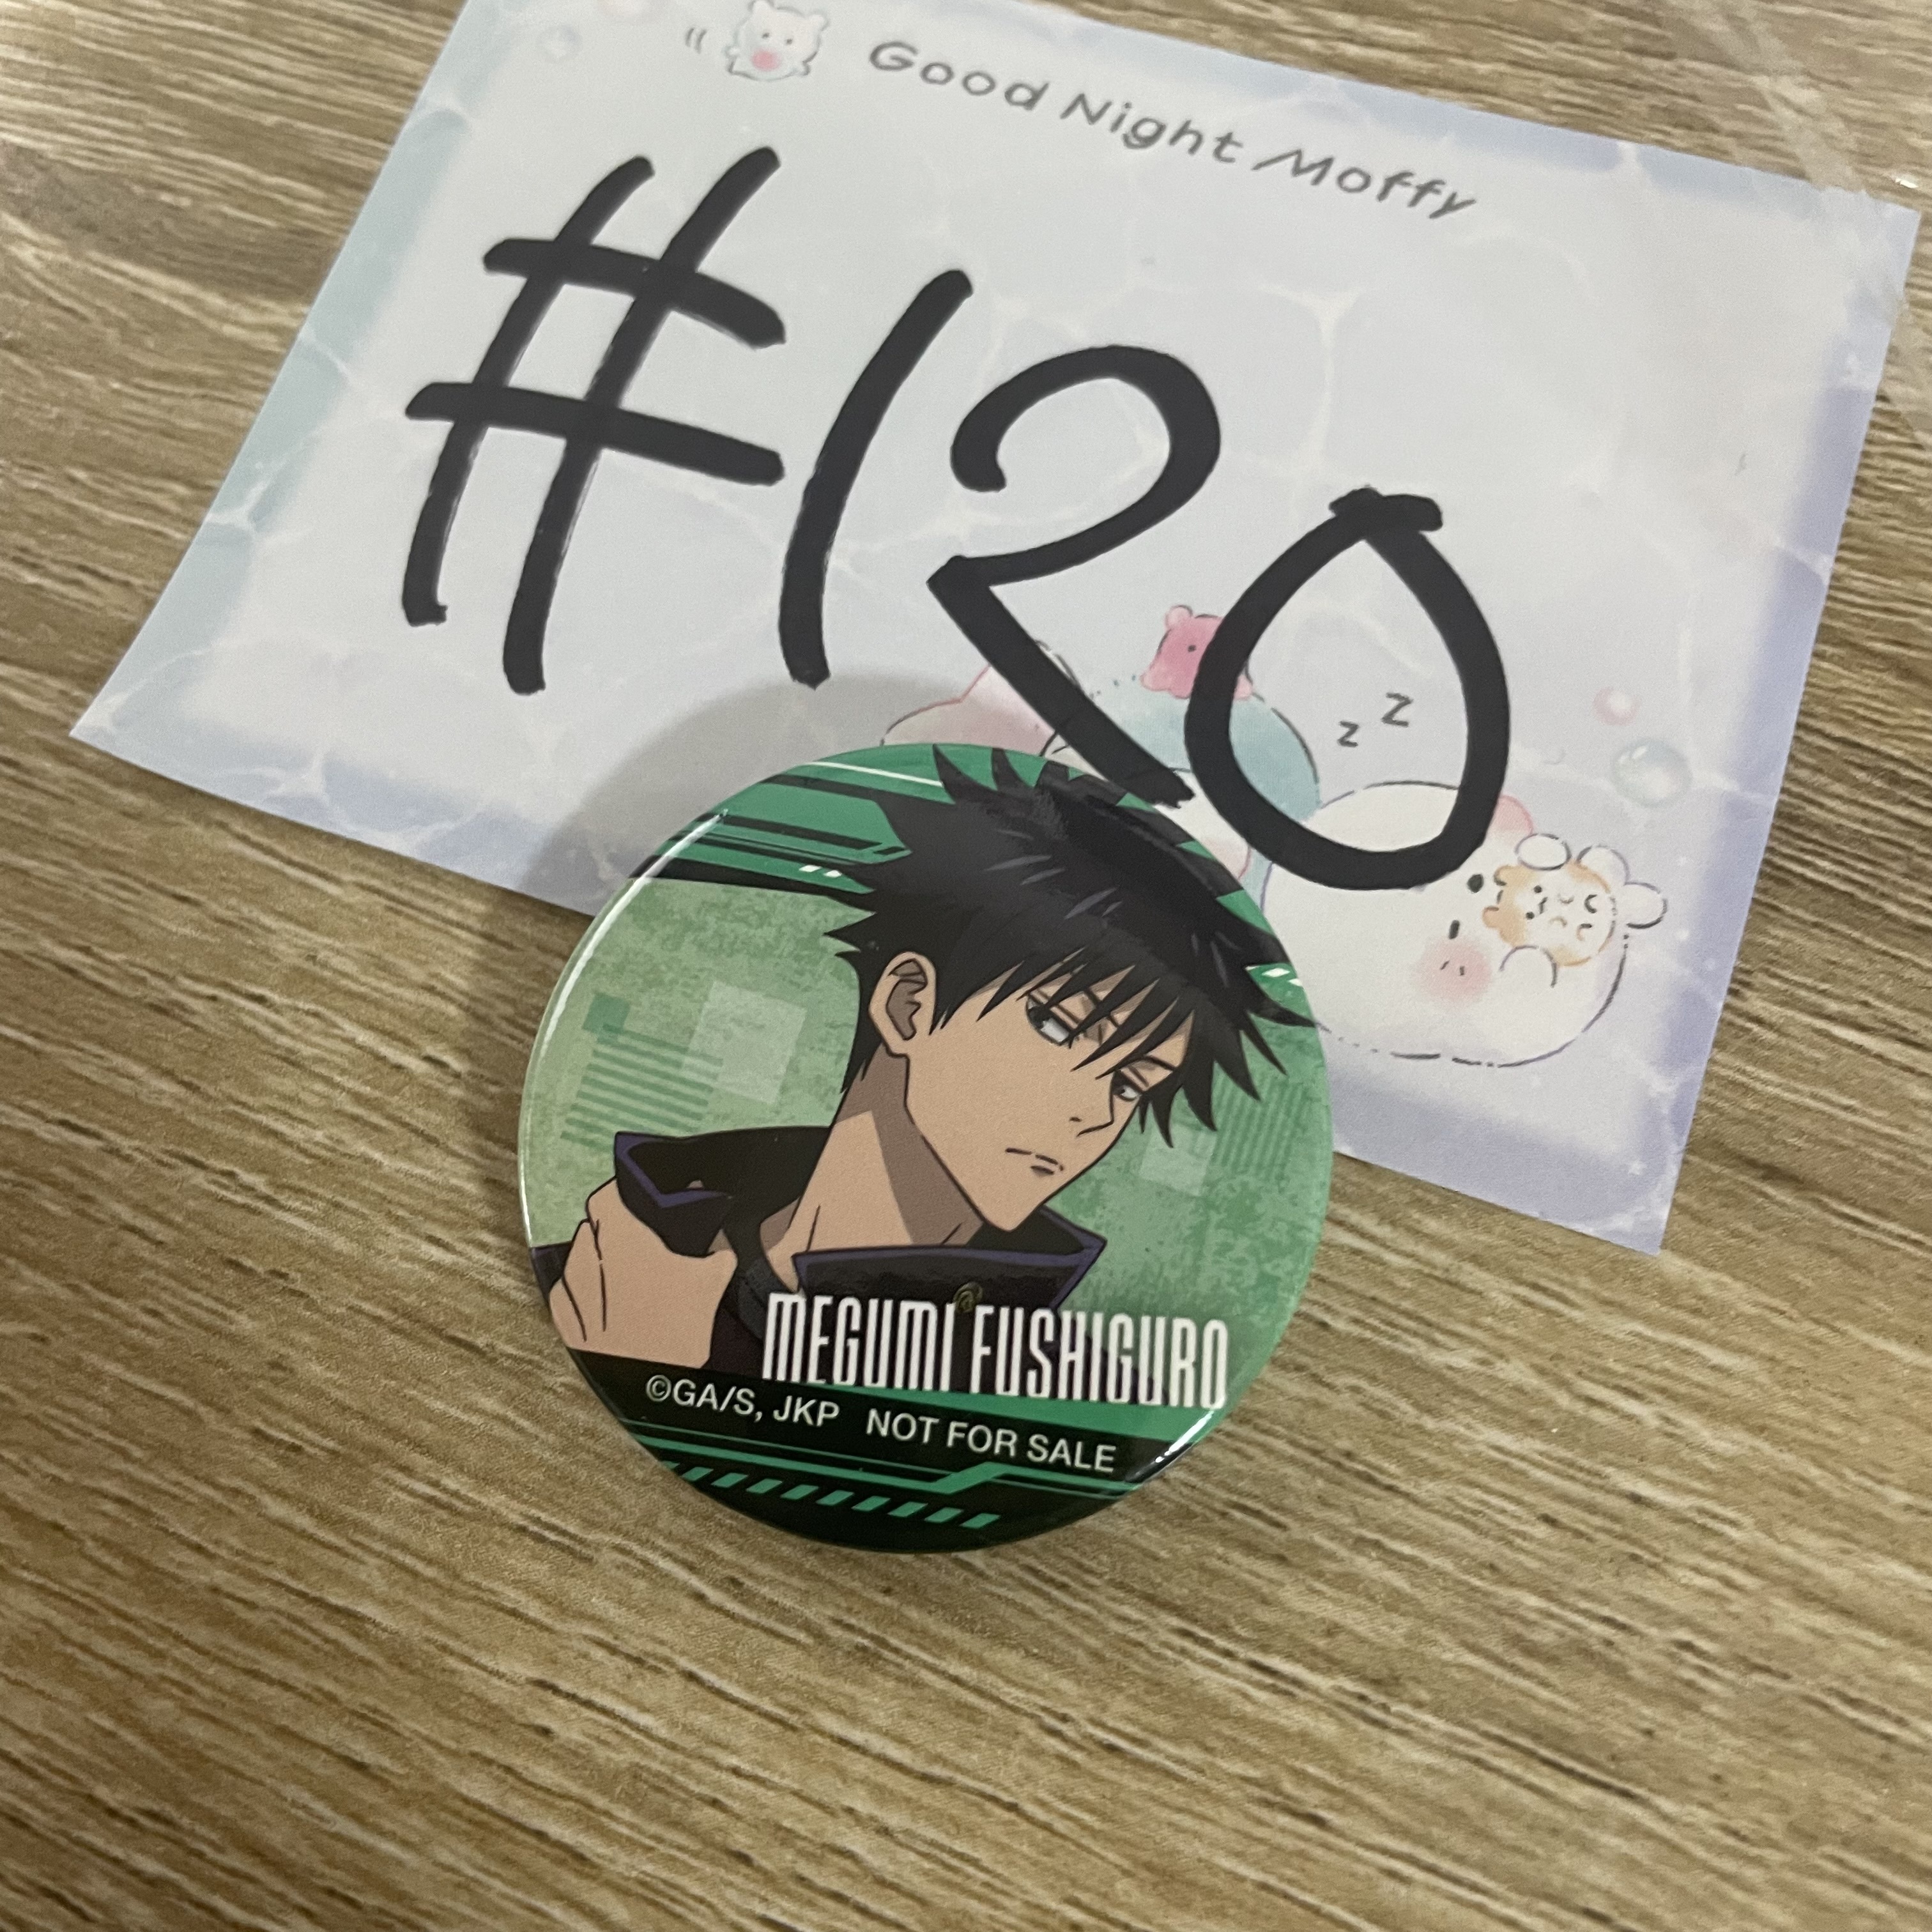 Good Night Moffy
#120
z z
MEGUMI FUSHIGURO
©GA/S, JKP NOT FOR SALE